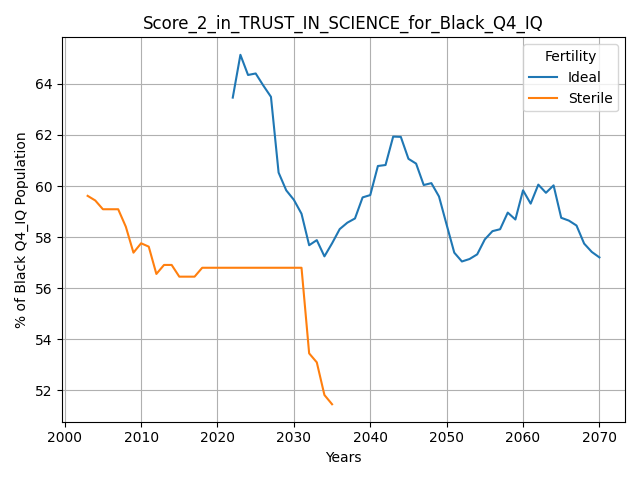 Score_2_in_TRUST_IN_SCIENCE_for_Black_Q4_IQ
Fertility
Ideal
Sterile
% of Black Q4_IQ Population
64
62
60
58
56
54
52
2000 2010 2020 2030 2040 2050 2060 2070
Years